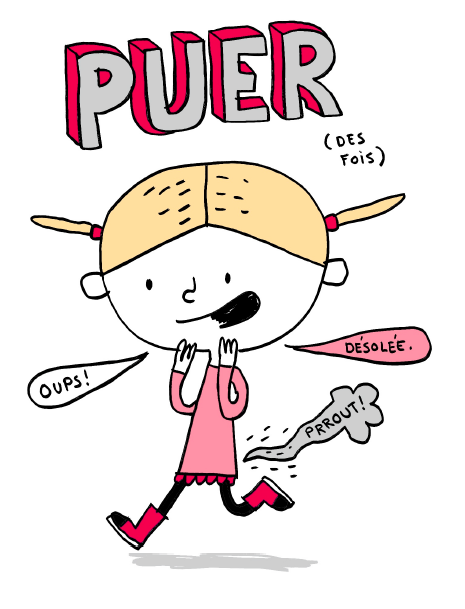 PUER
(DES
FOIS)
DÉSOLÉE.
OUPS!
PRROUT!